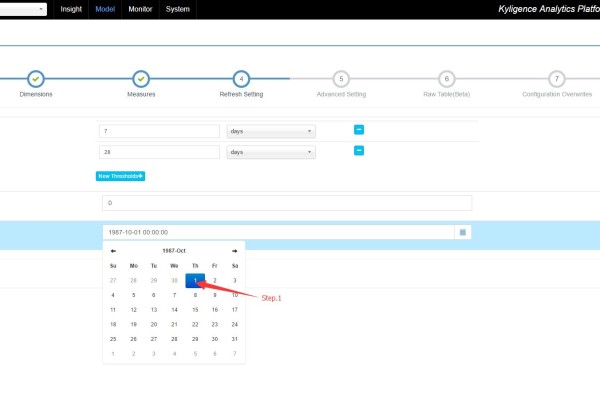 Insight Model Monitor System Kyligence Analytics Platfo
4 5 6 7
Dimensions Measures Refresh Setting Advanced Setting Raw Table(Beta) Configuration Overwrites
7 days
28 days
New Thresholds+
0
1987-10-01 00:00:00
1987-Oct
Su Mo Tu We Th Fr Sa
27 28 29 30 1 2 3
4 5 6 7 8 9 10
11 12 13 14 15 16 17
18 19 20 21 22 23 24
25 26 27 28 29 30 31
1 2 3 4 5 6 7
Step.1